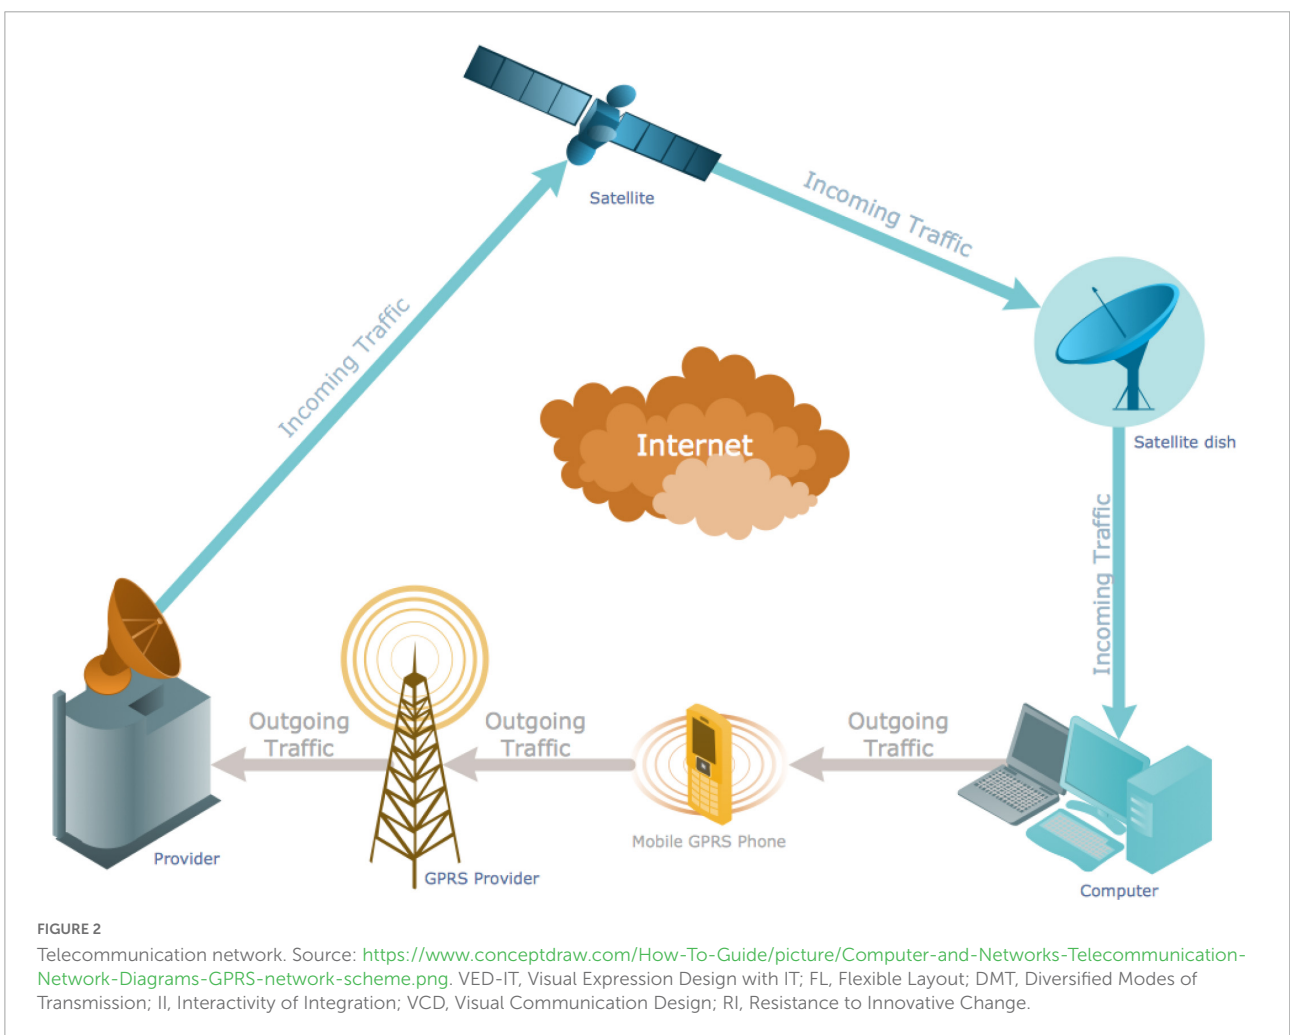 Satellite
Incoming Traffic
Incoming Traffic
Satellite dish
Internet
Incoming Traffic
Outgoing
Traffic
Outgoing
Traffic
Outgoing
Traffic
Mobile GPRS Phone
Provider
GPRS Provider
Computer
FIGURE 2
Telecommunication network. Source: https://www.conceptdraw.com/How-To-Guide/picture/Computer-and-Networks-Telecommunication-
Network-Diagrams-GPRS-network-scheme.png. VED-IT, Visual Expression Design with IT; FL, Flexible Layout; DMT, Diversified Modes of
Transmission; II, Interactivity of Integration; VCD, Visual Communication Design; RI, Resistance to Innovative Change.